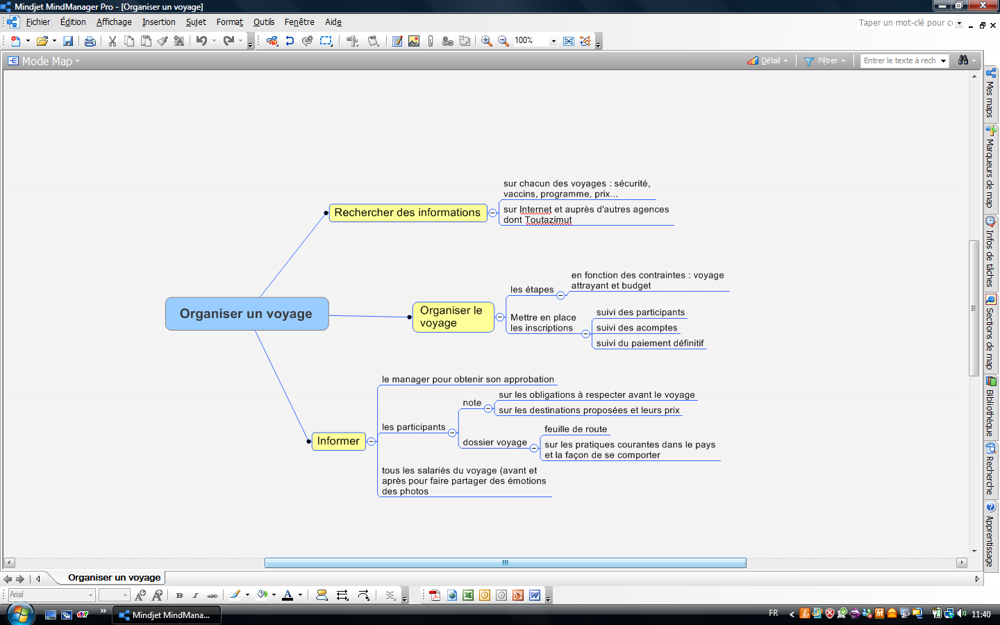 Mindjet MindManager Pro - [Organiser un voyage]
Fichier Édition Affichage Insertion Sujet Format Outils Fenêtre Aide
Taper un mot-clé pour c
100%
Mode Map
Détail Filtrer Entrer le texte à rech
Mes maps
Marqueurs de map
Infos de tâches
Sections de map
Bibliothèque
Recherche
Apprentissage
sur chacun des voyages : sécurité,
vaccins, programme, prix...
Rechercher des informations
sur Internet et auprès d'autres agences
dont Toutazimut
en fonction des contraintes : voyage
attrayant et budget
les étapes
Organiser un voyage
Organiser le
voyage
Mettre en place
les inscriptions
suivi des participants
suivi des acomptes
suivi du paiement définitif
le manager pour obtenir son approbation
sur les obligations à respecter avant le voyage
note
sur les destinations proposées et leurs prix
les participants
feuille de route
dossier voyage
sur les pratiques courantes dans le pays
et la façon de se comporter
Informer
tous les salariés du voyage (avant et
après pour faire partager des émotions
des photos
Organiser un voyage
Arial
B I ABC
Mindjet MindMana...
FR
11:40